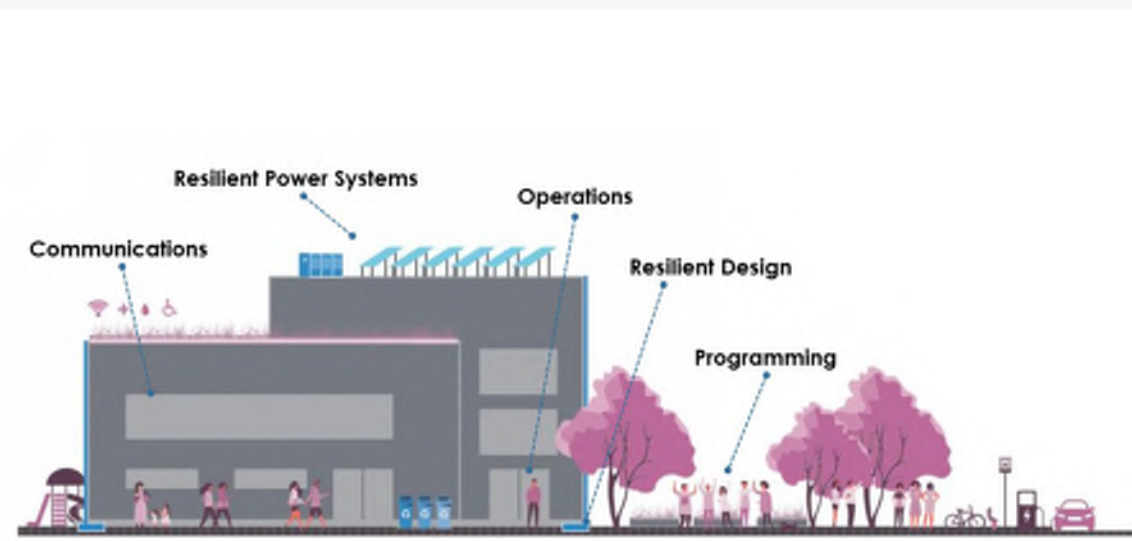 Resilient Power Systems
Operations
Communications
Resilient Design
Programming